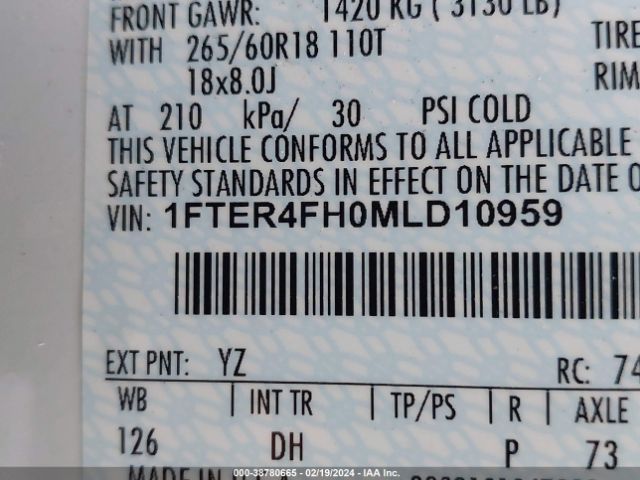 FRONT GAWR: 1420 KG ( 3130 LB)
WITH 265/60R18 110T TIRE
18x8.0J RIM
AT 210 kPa/ 30 PSI COLD
THIS VEHICLE CONFORMS TO ALL APPLICABLE
SAFETY STANDARDS IN EFFECT ON THE DATE O
VIN: 1FTER4FH0MLD10959
EXT PNT: YZ RC: 74
WB INT TR TP/PS R AXLE
126 DH P 73
MADE IN U.S.A.
000-38780665 - 02/19/2024 - IAA Inc.